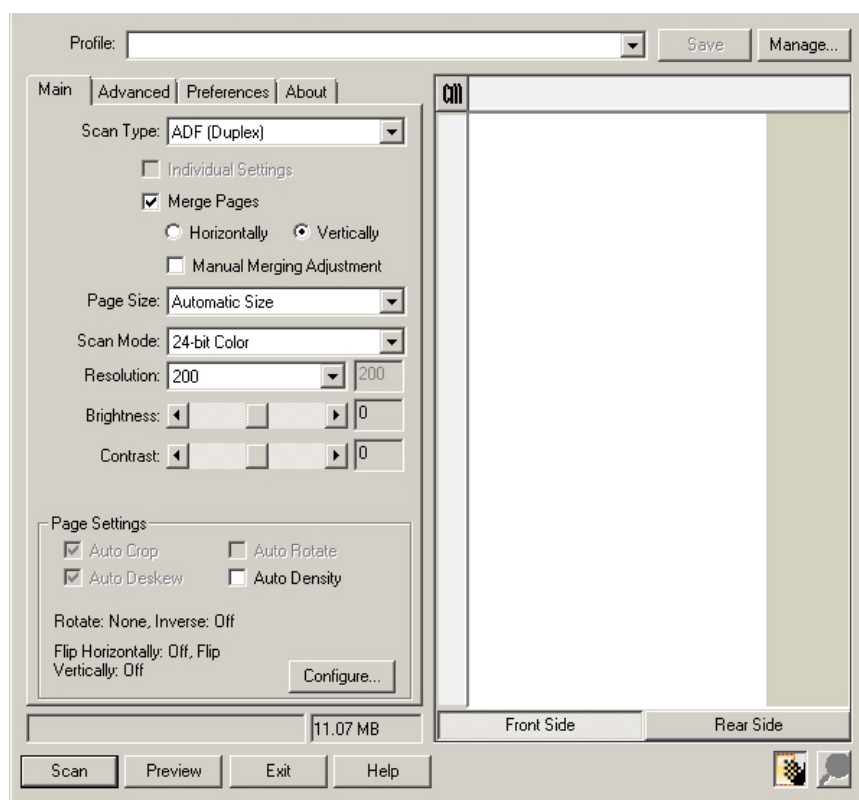 Profile: Save Manage...
Main Advanced Preferences About
Scan Type: ADF (Duplex)
Individual Settings
Merge Pages
Horizontally Vertically
Manual Merging Adjustment
Page Size: Automatic Size
Scan Mode: 24-bit Color
Resolution: 200 200
Brightness: 0
Contrast: 0
Page Settings
Auto Crop Auto Rotate
Auto Deskew Auto Density
Rotate: None, Inverse: Off
Flip Horizontally: Off, Flip
Vertically: Off
Configure...
11.07 MB
Front Side Rear Side
Scan Preview Exit Help